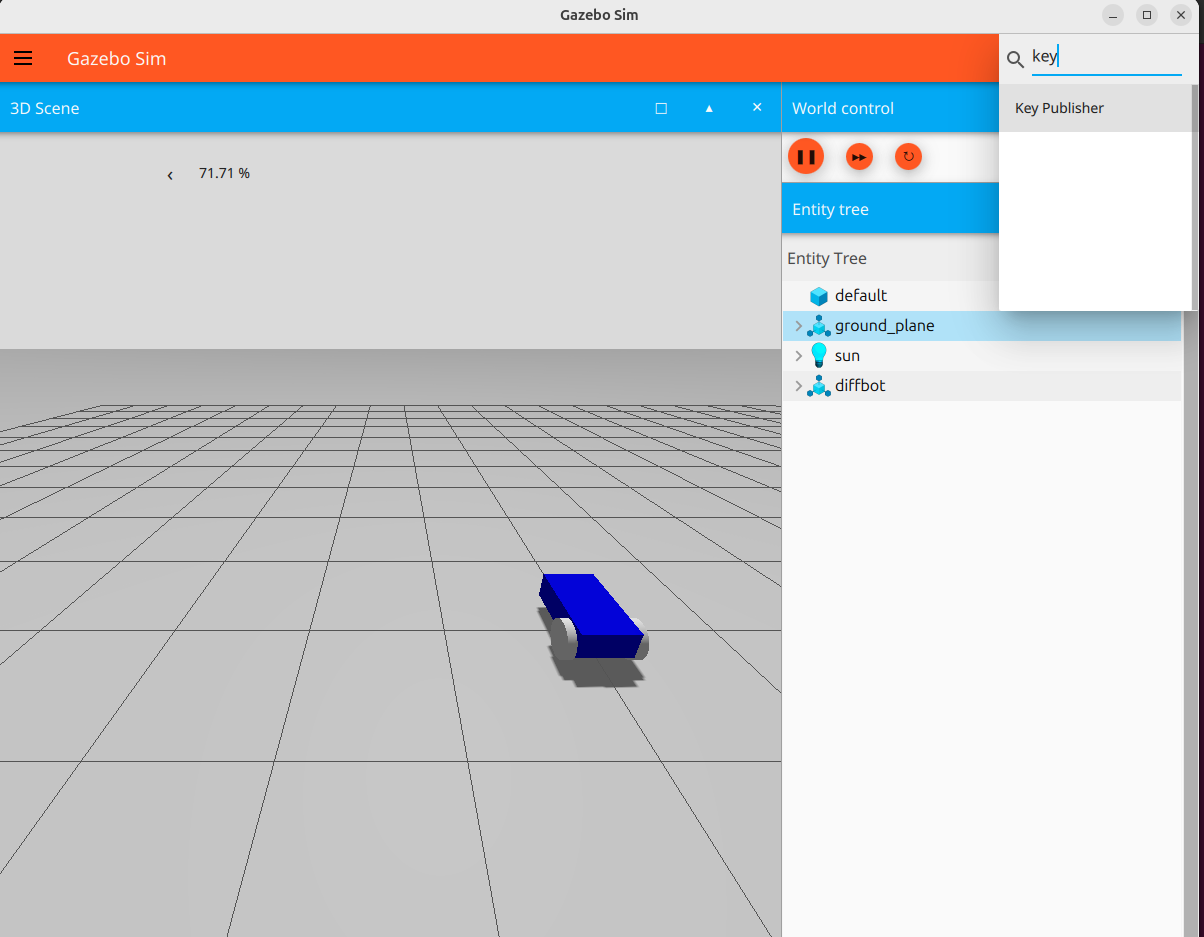 Gazebo Sim
Gazebo Sim
key
3D Scene
World control
Key Publisher
71.71 %
Entity tree
Entity Tree
default
ground_plane
sun
diffbot